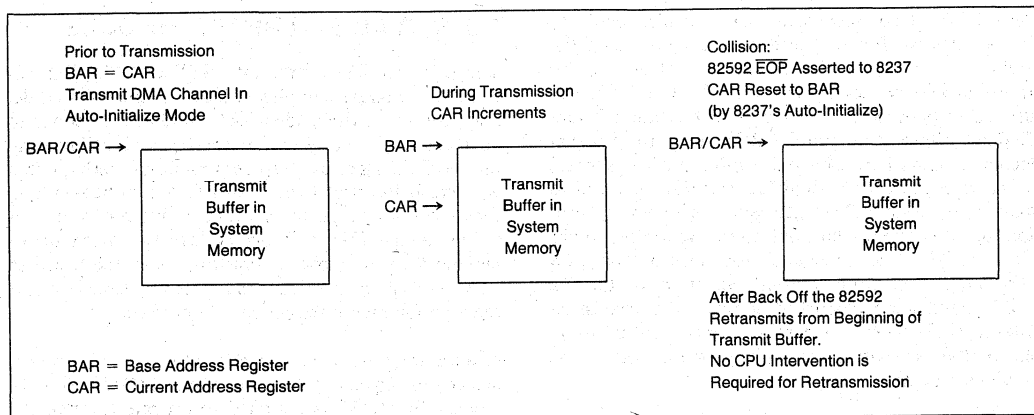 Prior to Transmission
BAR = CAR
Transmit DMA Channel In
Auto-Initialize Mode
BAR/CAR →
Transmit
Buffer in
System
Memory
During Transmission
CAR Increments
BAR →
CAR →
Transmit
Buffer in
System
Memory
Collision:
82592 EOP Asserted to 8237
CAR Reset to BAR
(by 8237's Auto-Initialize)
BAR/CAR →
Transmit
Buffer in
System
Memory
After Back Off the 82592
Retransmits from Beginning of
Transmit Buffer.
No CPU Intervention is
Required for Retransmission
BAR = Base Address Register
CAR = Current Address Register